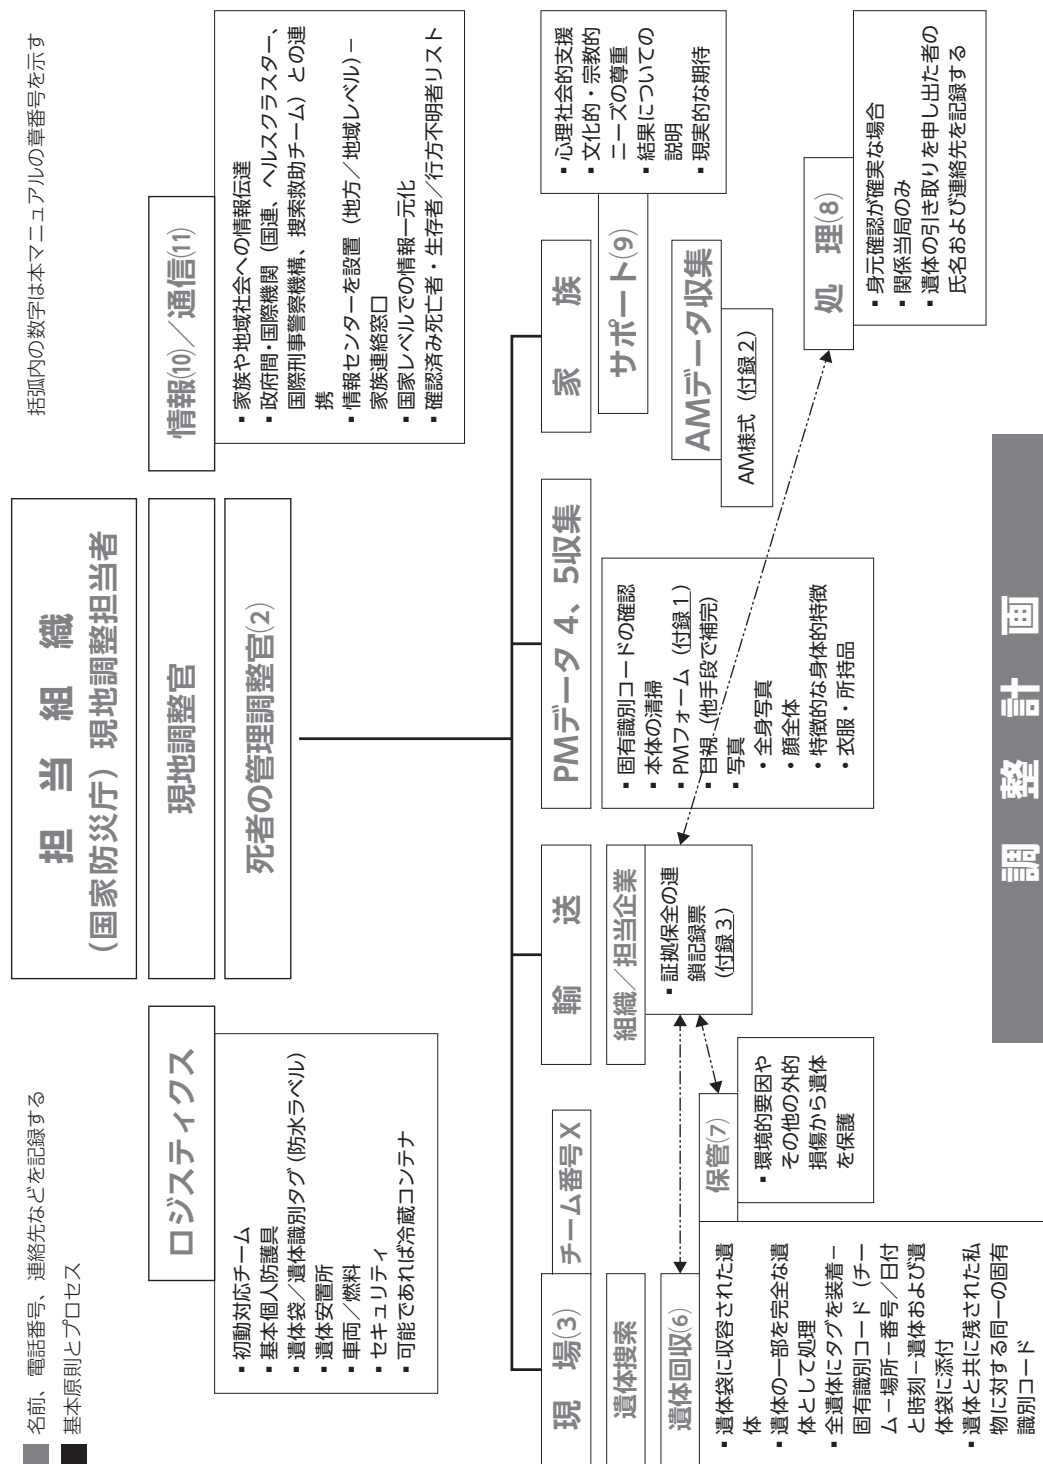 名前、電話番号、連絡先などを記録する
基本原則とプロセス
括弧内の数字は本マニュアルの章番号を示す
担当組織
（国家防災庁）現地調整担当者
現地調整官
死者の管理調整官(2)
ロジスティクス
▪ 初動対応チーム
▪ 基本個人防護具
▪ 遺体袋／遺体識別タグ（防水ラベル）
▪ 遺体安置所
▪ 車両／燃料
▪ セキュリティ
▪ 可能であれば冷蔵コンテナ
情報(10)／通信(11)
▪ 家族や地域社会への情報伝達
▪ 政府間・国際機関（国連、ヘルスクラスター、
国際刑事警察機構、捜索救助チーム）との連
携
▪ 情報センターを設置（地方／地域レベル）−
家族連絡窓口
▪ 国家レベルでの情報一元化
▪ 確認済み死亡者・生存者／行方不明者リスト
現場(3)
チーム番号X
遺体捜索
遺体回収(6)
▪ 遺体袋に収容された遺
体
▪ 遺体の一部を完全な遺
体として処理
▪ 全遺体にタグを装着−
固有識別コード（チー
ム−場所−番号／日付
と時刻−遺体および遺
体袋に添付
▪ 遺体と共に残された私
物に対する同一の固有
識別コード
保管(7)
▪ 環境的要因や
その他の外的
損傷から遺体
を保護
輸送
組織／担当企業
▪ 証拠保全の連
鎖記録票
（付録３）
PMデータ 4、5収集
▪ 固有識別コードの確認
▪ 本体の清掃
▪ PMフォーム（付録１）
▪ 目視（他手段で補完）
▪ 写真
• 全身写真
• 顔全体
• 特徴的な身体的特徴
• 衣服・所持品
家族
サポート(9)
▪ 心理社会的支援
▪ 文化的・宗教的
ニーズの尊重
結果についての
説明
▪ 現実的な期待
AMデータ収集
AM様式（付録２）
処理(8)
▪ 身元確認が確実な場合
▪ 関係当局のみ
▪ 遺体の引き取りを申し出た者の
氏名および連絡先を記録する
調整計画